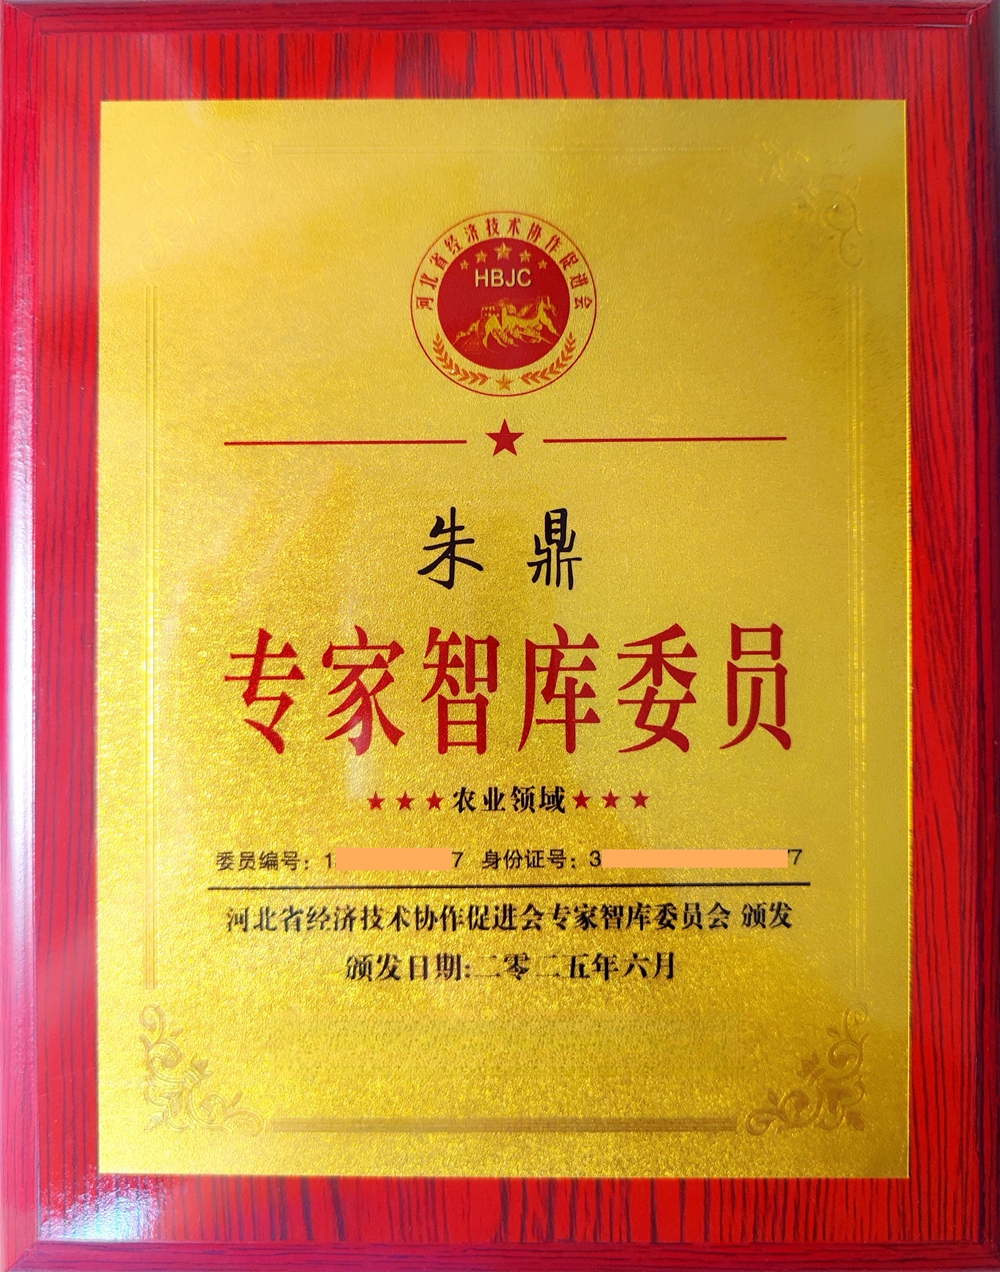 河北省经济技术协作促进会
HBJC
朱鼎
专家智库委员
★★★农业领域★★★
委员编号：1 7 身份证号：3 77
河北省经济技术协作促进会专家智库委员会 颁发
颁发日期:二零二五年六月